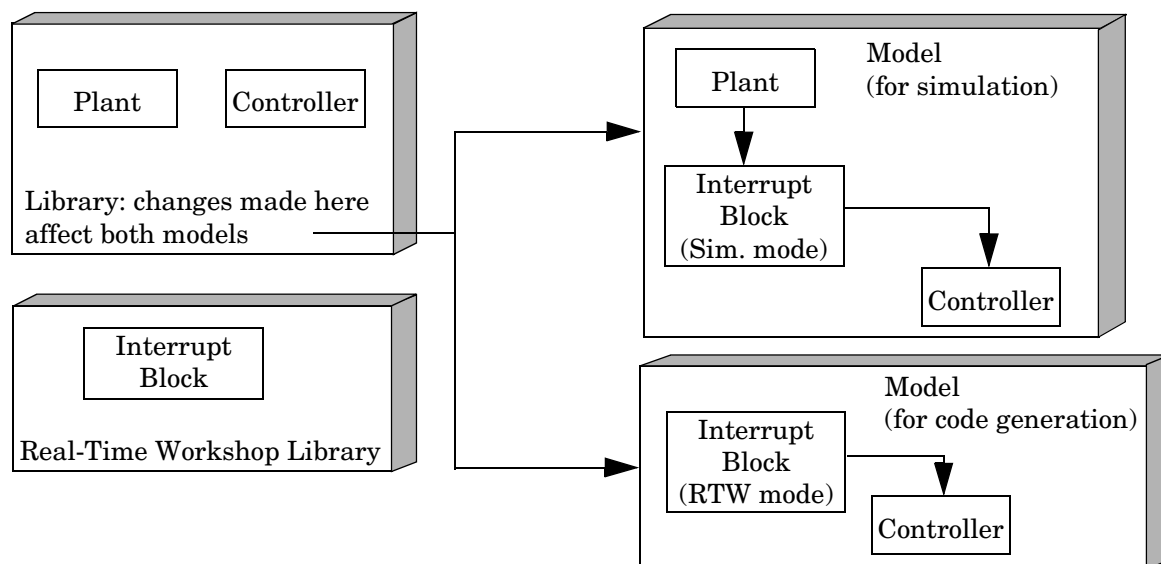 Plant
Controller
Library: changes made here
affect both models
Interrupt
Block
Real-Time Workshop Library
Model
(for simulation)
Plant
Interrupt
Block
(Sim. mode)
Controller
Model
(for code generation)
Interrupt
Block
(RTW mode)
Controller